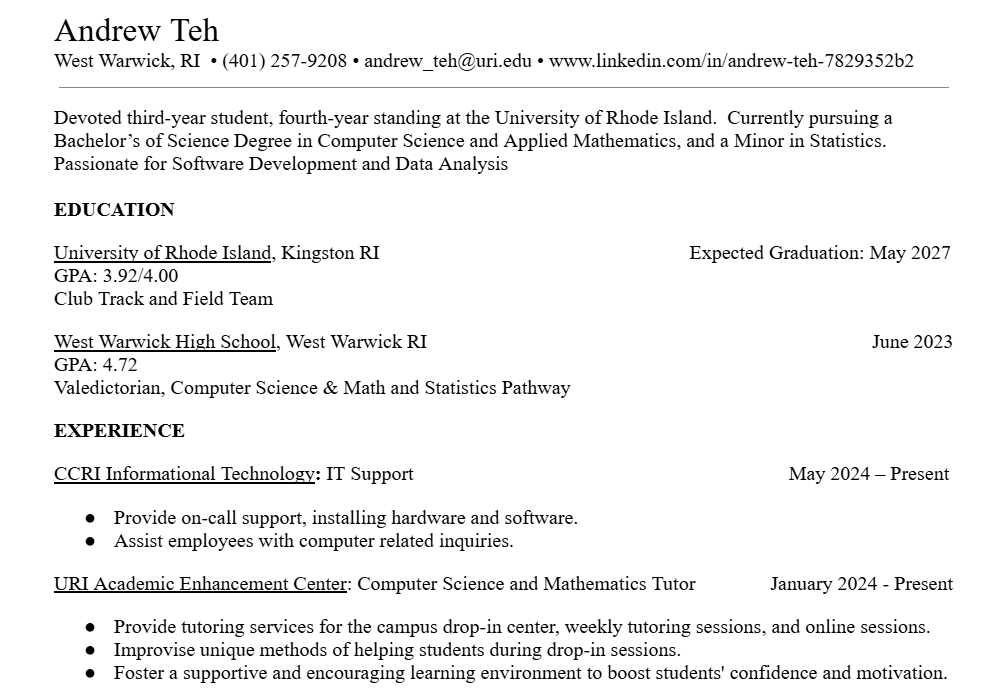 Andrew Teh
West Warwick, RI • (401) 257-9208 • andrew_teh@uri.edu • www.linkedin.com/in/andrew-teh-7829352b2
Devoted third-year student, fourth-year standing at the University of Rhode Island. Currently pursuing a
Bachelor’s of Science Degree in Computer Science and Applied Mathematics, and a Minor in Statistics.
Passionate for Software Development and Data Analysis
EDUCATION
University of Rhode Island, Kingston RI Expected Graduation: May 2027
GPA: 3.92/4.00
Club Track and Field Team
West Warwick High School, West Warwick RI June 2023
GPA: 4.72
Valedictorian, Computer Science & Math and Statistics Pathway
EXPERIENCE
CCRI Informational Technology: IT Support May 2024 – Present
● Provide on-call support, installing hardware and software.
● Assist employees with computer related inquiries.
URI Academic Enhancement Center: Computer Science and Mathematics Tutor January 2024 - Present
● Provide tutoring services for the campus drop-in center, weekly tutoring sessions, and online sessions.
● Improvise unique methods of helping students during drop-in sessions.
● Foster a supportive and encouraging learning environment to boost students' confidence and motivation.